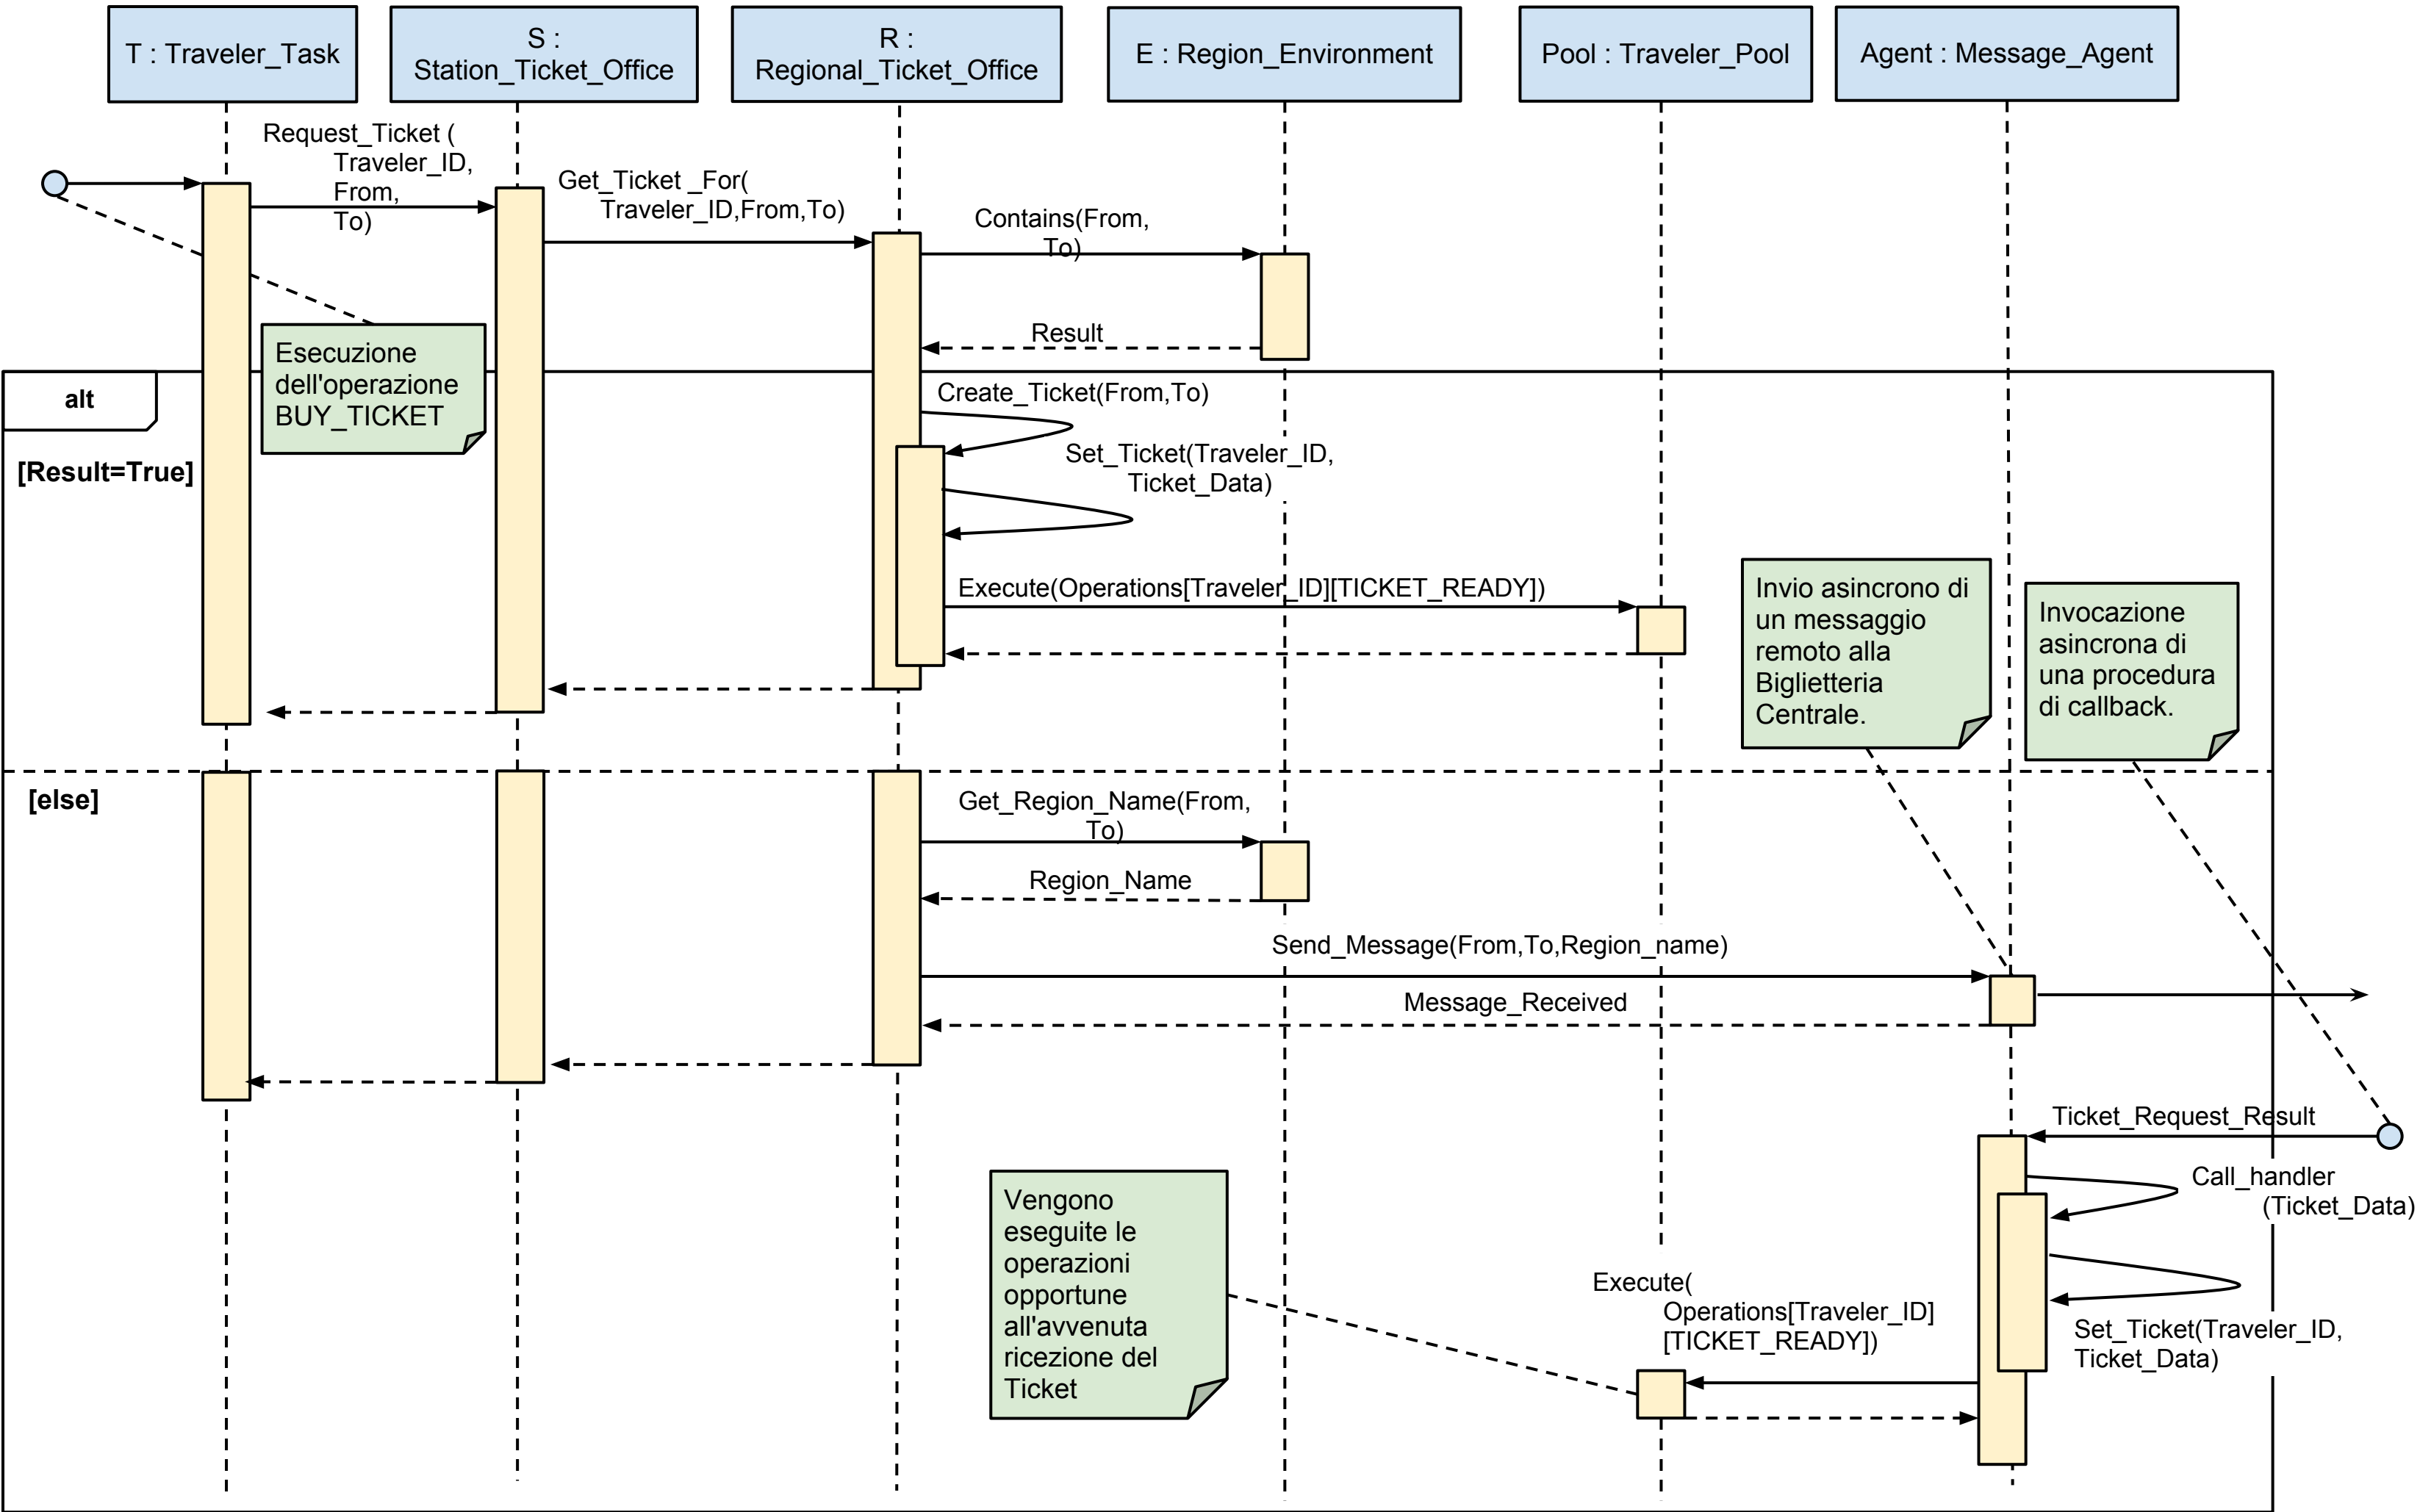 T : Traveler_Task
S :
Station_Ticket_Office
R :
Regional_Ticket_Office
E : Region_Environment
Pool : Traveler_Pool
Agent : Message_Agent
Request_Ticket (
Traveler_ID,
From,
To)
Get_Ticket _For(
Traveler_ID,From,To)
Contains(From,
To)
Result
Esecuzione
dell'operazione
BUY_TICKET
alt
[Result=True]
Create_Ticket(From,To)
Set_Ticket(Traveler_ID,
Ticket_Data)
Execute(Operations[Traveler_ID][TICKET_READY])
Invio asincrono di
un messaggio
remoto alla
Biglietteria
Centrale.
Invocazione
asincrona di
una procedura
di callback.
[else]
Get_Region_Name(From,
To)
Region_Name
Send_Message(From,To,Region_name)
Message_Received
Ticket_Request_Result
Call_handler
(Ticket_Data)
Vengono
eseguite le
operazioni
opportune
all'avvenuta
ricezione del
Ticket
Execute(
Operations[Traveler_ID]
[TICKET_READY])
Set_Ticket(Traveler_ID,
Ticket_Data)